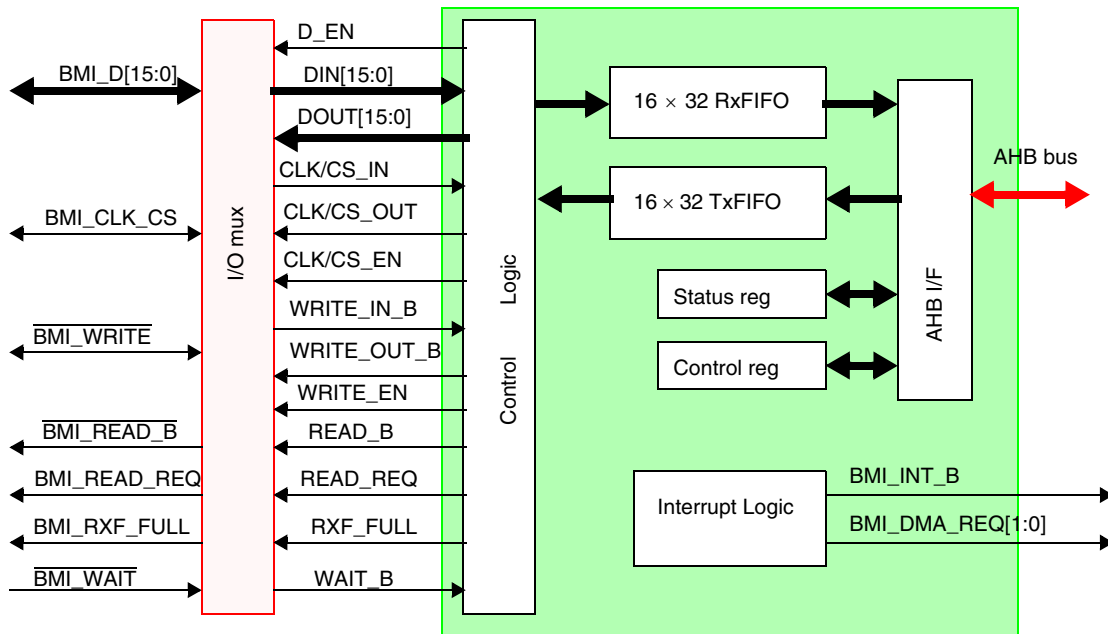 D_EN
BMI_D[15:0]
DIN[15:0]
DOUT[15:0]
CLK/CS_IN
BMI_CLK_CS
CLK/CS_OUT
CLK/CS_EN
WRITE_IN_B
BMI_WRITE
WRITE_OUT_B
WRITE_EN
BMI_READ_B
READ_B
BMI_READ_REQ
READ_REQ
BMI_RXF_FULL
RXF_FULL
BMI_WAIT
WAIT_B
I/O mux
Control Logic
16 × 32 RxFIFO
16 × 32 TxFIFO
Status reg
Control reg
AHB I/F
AHB bus
Interrupt Logic
BMI_INT_B
BMI_DMA_REQ[1:0]